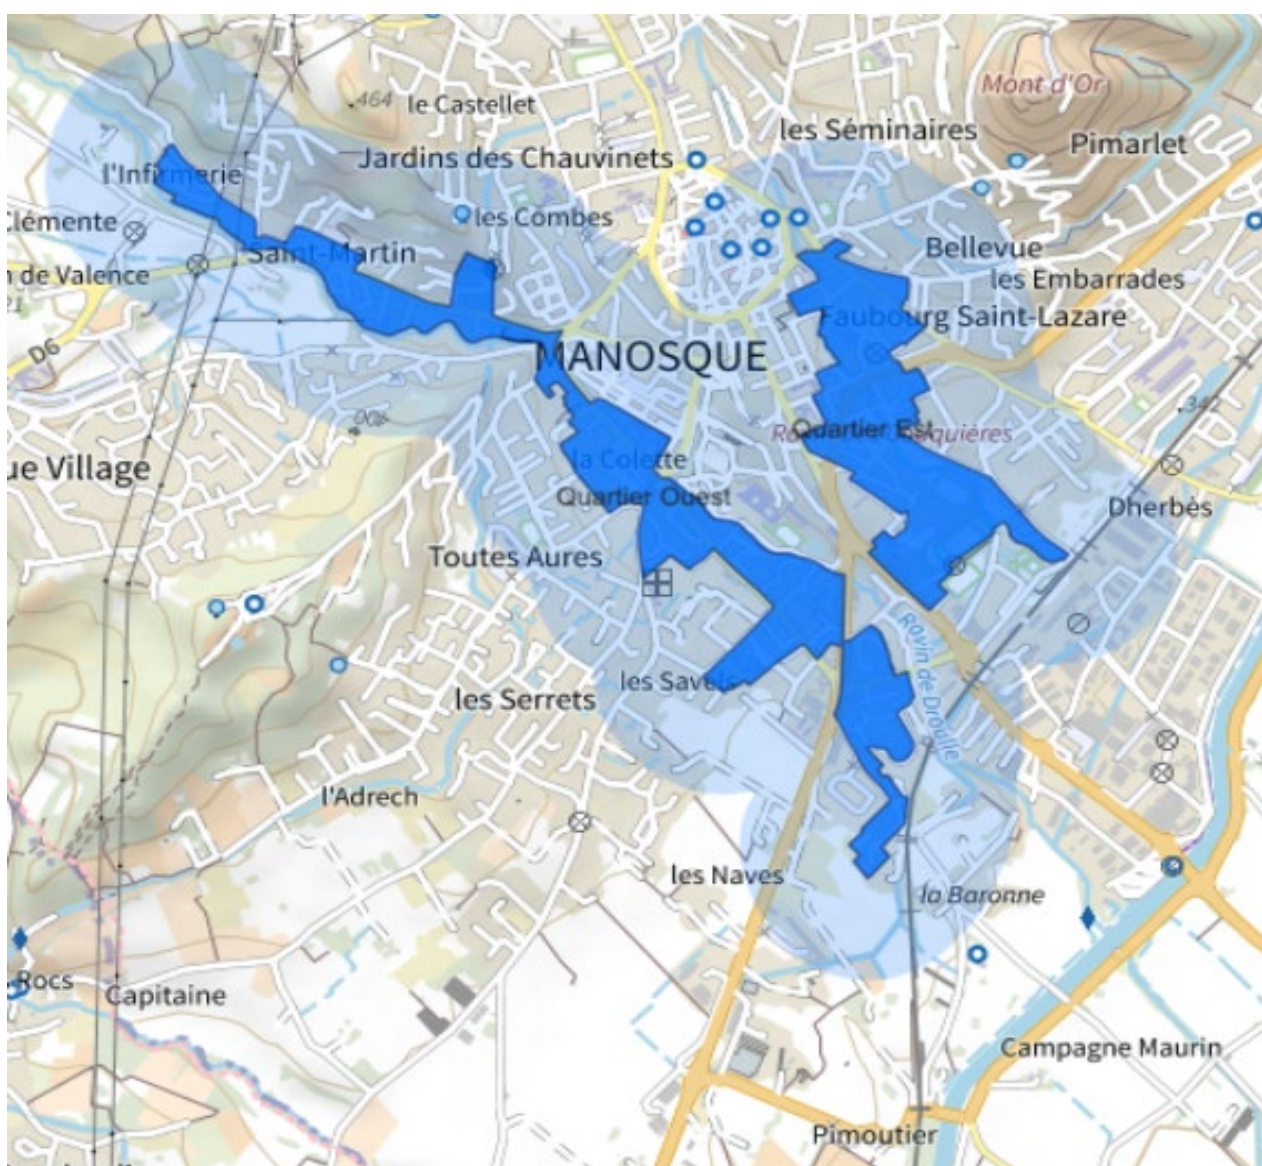 Mont d'Or
464
le Castellet
les Séminaires
Pimarlet
Jardins des Chauvinets
l'Infirmerie
Clémente
les Combes
Saint-Martin
Bellevue
n de Valence
les Embarrades
Faubourg Saint-Lazare
D6
MANOSQUE
Quartier Est
la Colette
ue Village
Quartier Ouest
Dherbès
Toutes Aures
Ravin de Drouille
les Savels
les Serrets
l'Adrech
les Naves
la Baronne
Rocs
Capitaine
Campagne Maurin
Pimoutier